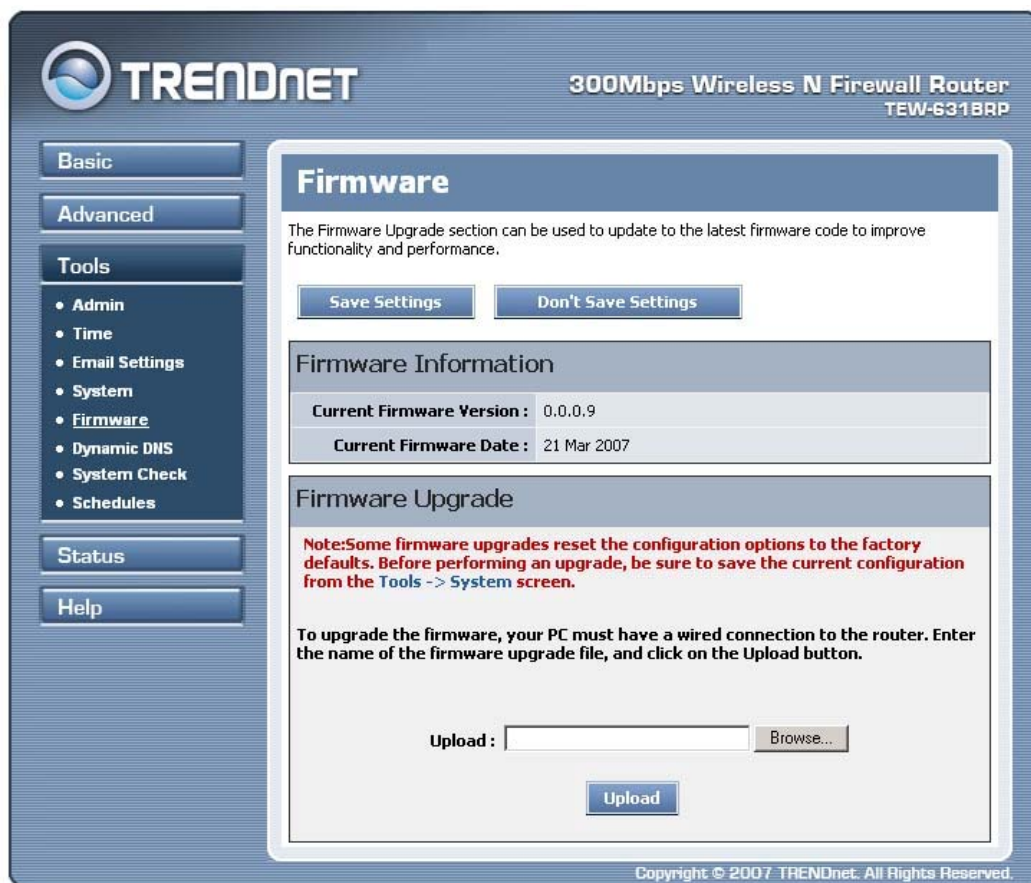 TRENDNET
300Mbps Wireless N Firewall Router
TEW-631BRP
Basic
Advanced
Tools
• Admin
• Time
• Email Settings
• System
• Firmware
• Dynamic DNS
• System Check
• Schedules
Status
Help
Firmware
The Firmware Upgrade section can be used to update to the latest firmware code to improve
functionality and performance.
Save Settings
Don't Save Settings
Firmware Information
Current Firmware Version : 0.0.0.9
Current Firmware Date : 21 Mar 2007
Firmware Upgrade
Note:Some firmware upgrades reset the configuration options to the factory
defaults. Before performing an upgrade, be sure to save the current configuration
from the Tools -> System screen.
To upgrade the firmware, your PC must have a wired connection to the router. Enter
the name of the firmware upgrade file, and click on the Upload button.
Upload :
Browse...
Upload
Copyright © 2007 TRENDnet. All Rights Reserved.